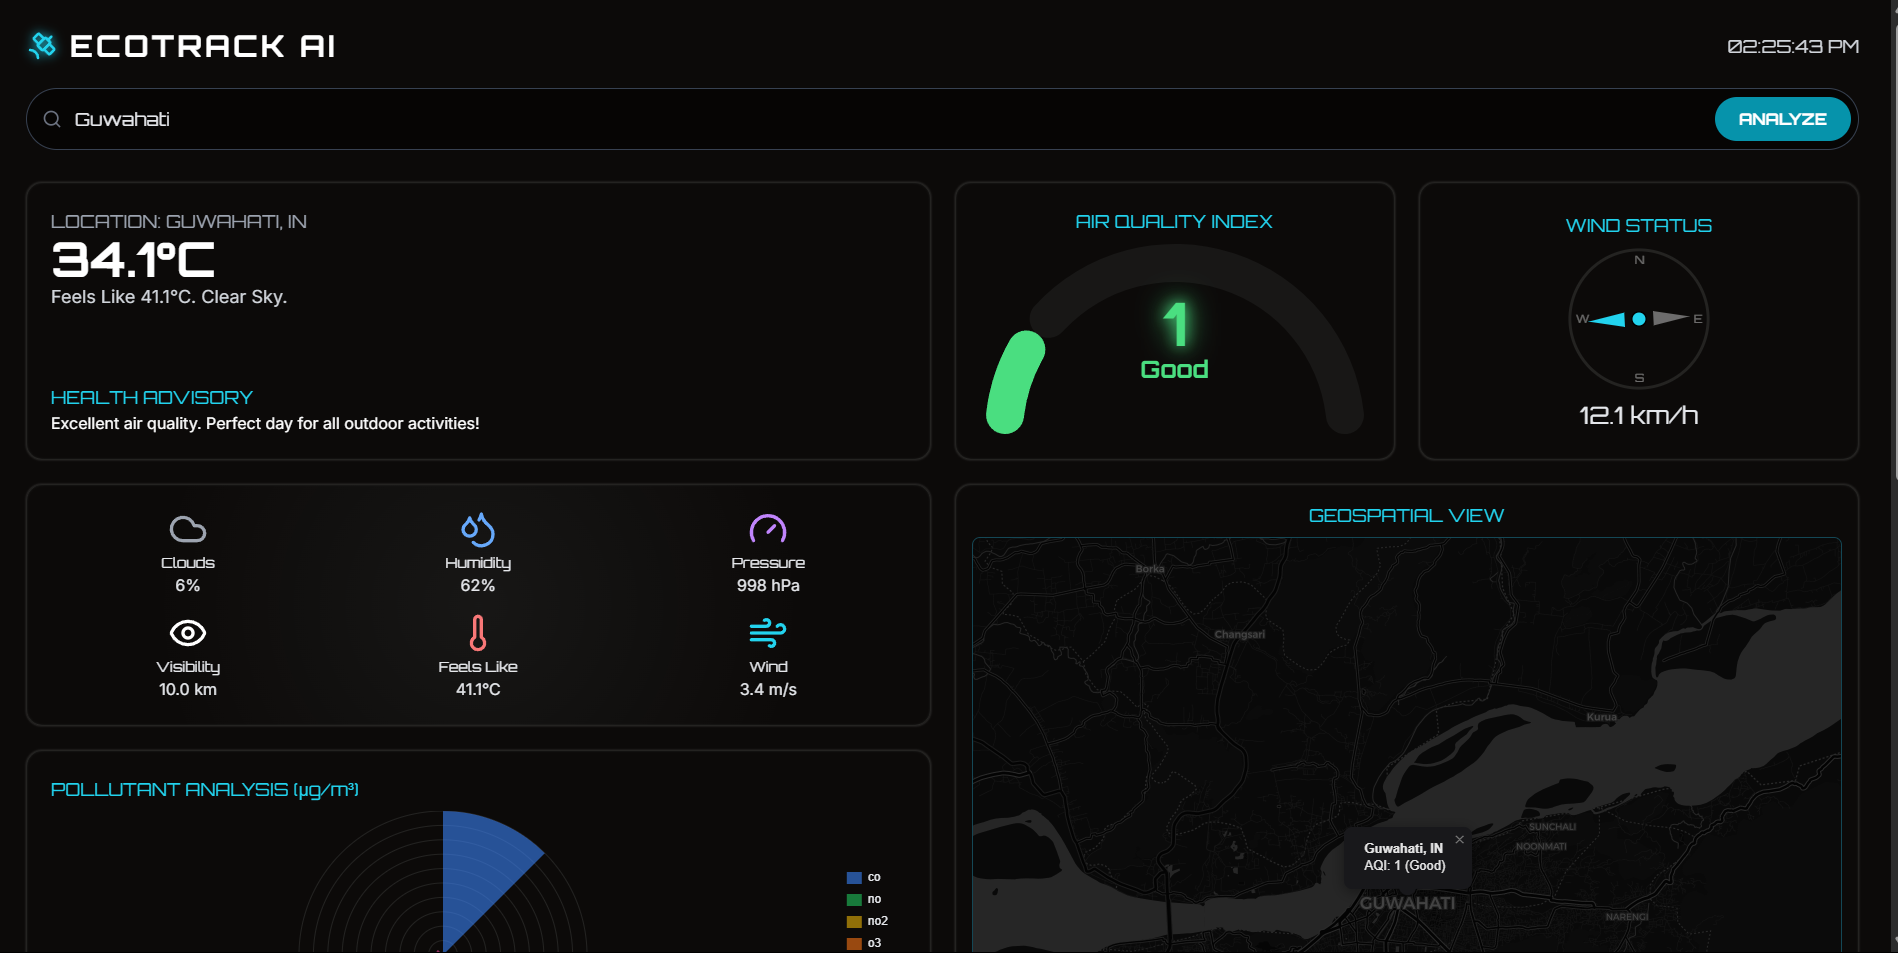 ECOTRACK AI
02:25:43 PM
Guwahati
ANALYZE
LOCATION: GUWAHATI, IN
34.1°C
Feels Like 41.1°C. Clear Sky.
HEALTH ADVISORY
Excellent air quality. Perfect day for all outdoor activities!
AIR QUALITY INDEX
1
Good
WIND STATUS
N
W
E
S
12.1 km/h
Clouds
6%
Humidity
62%
Pressure
998 hPa
Visibility
10.0 km
Feels Like
41.1°C
Wind
3.4 m/s
GEOSPATIAL VIEW
Borka
Changsari
Kurua
SUNCHALI
NOONMATI
Guwahati, IN
AQI: 1 (Good)
GUWAHATI
NARENGI
POLLUTANT ANALYSIS (µg/m³)
co
no
no2
o3